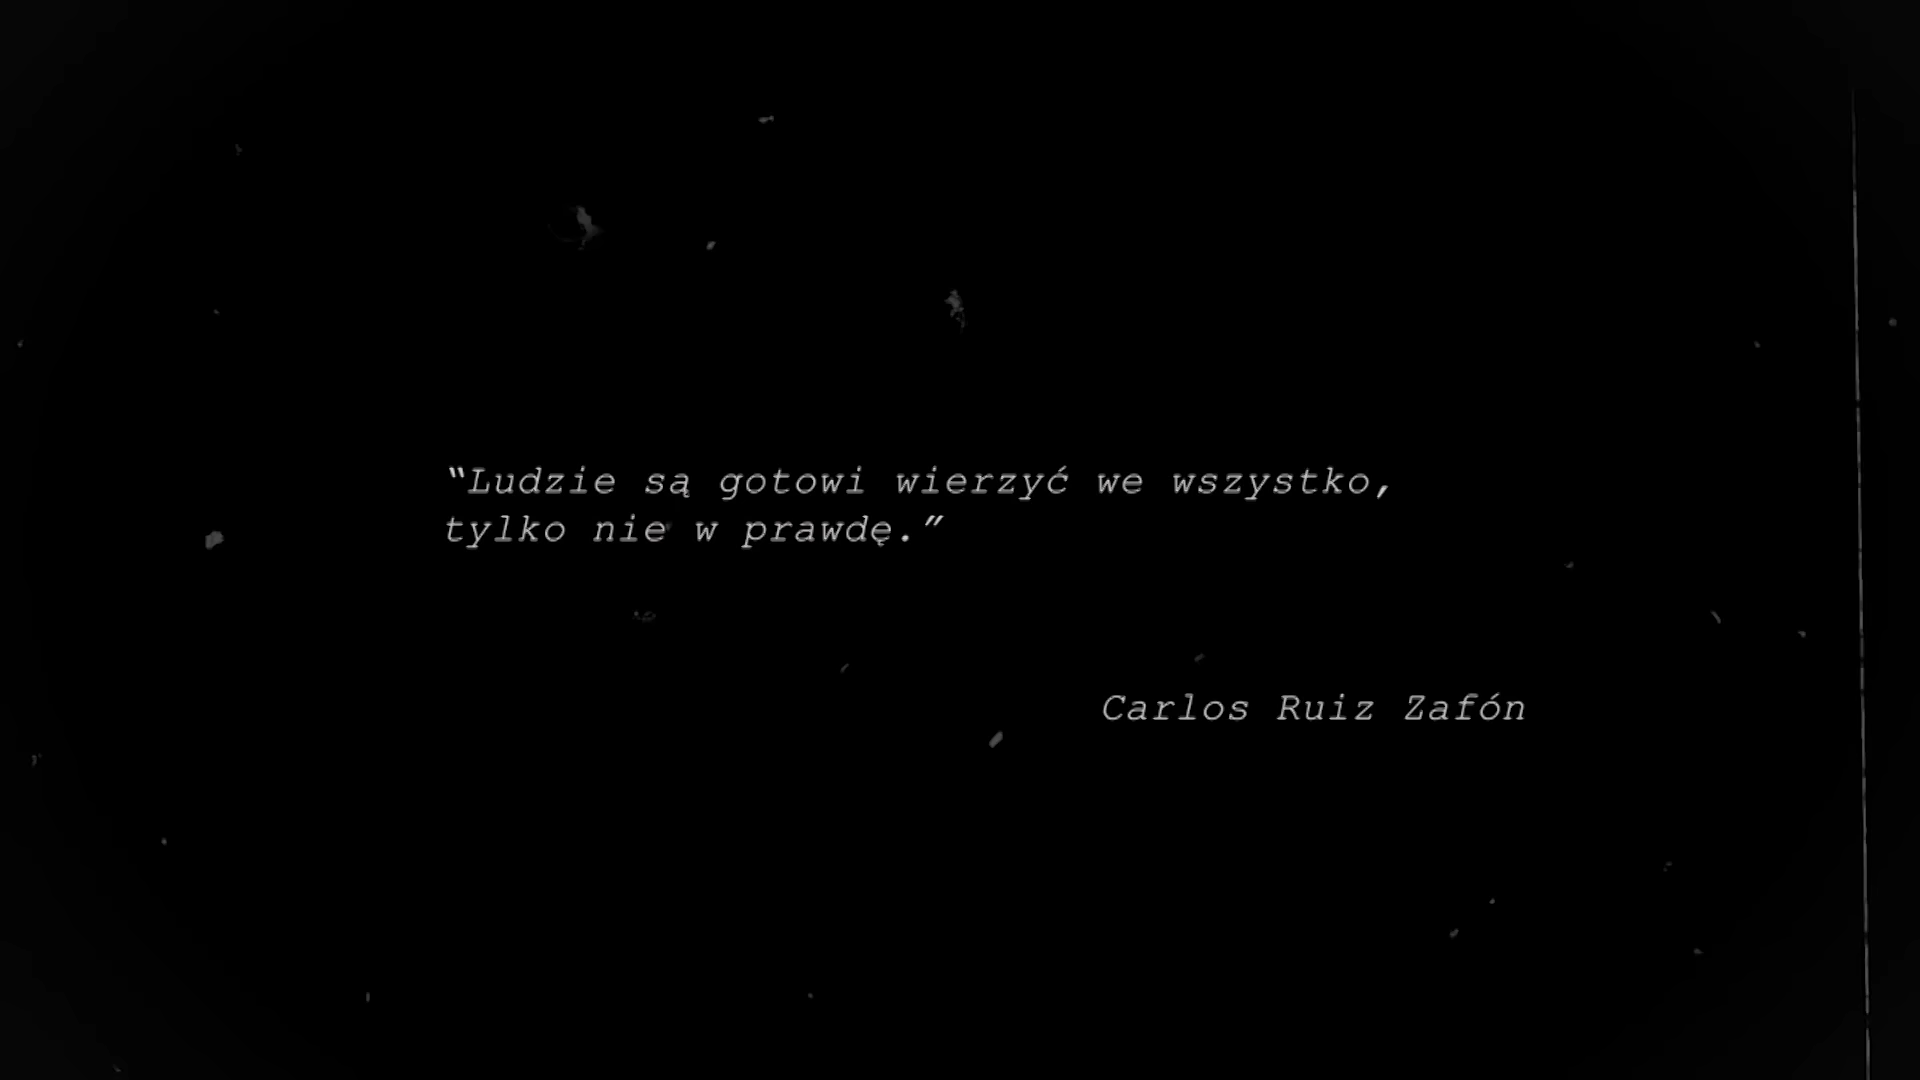 “Ludzie są gotowi wierzyć we wszystko,
tylko nie w prawdę.”
Carlos Ruiz Zafón